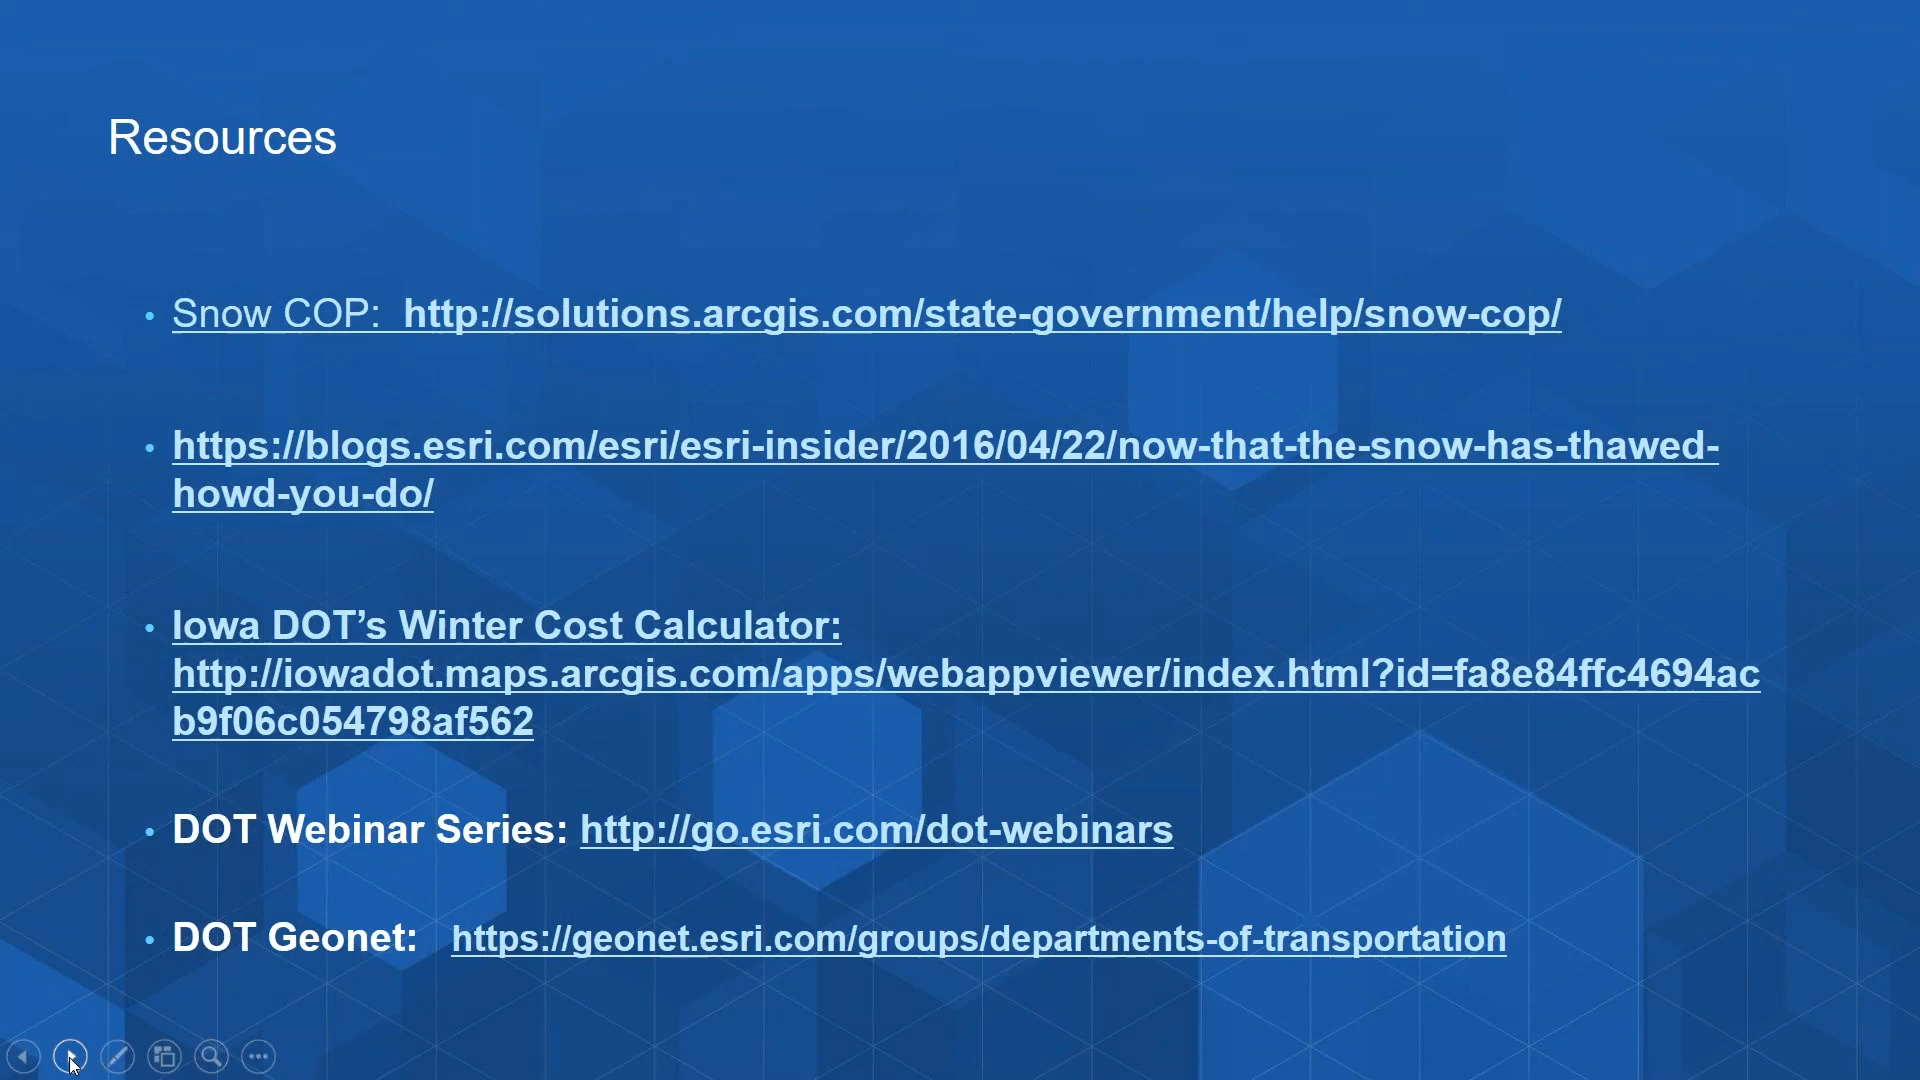 Resources
• Snow COP:  http://solutions.arcgis.com/state-government/help/snow-cop/
• https://blogs.esri.com/esri/esri-insider/2016/04/22/now-that-the-snow-has-thawed-
howd-you-do/
• Iowa DOT’s Winter Cost Calculator:
http://iowadot.maps.arcgis.com/apps/webappviewer/index.html?id=fa8e84ffc4694ac
b9f06c054798af562
• DOT Webinar Series: http://go.esri.com/dot-webinars
• DOT Geonet:   https://geonet.esri.com/groups/departments-of-transportation